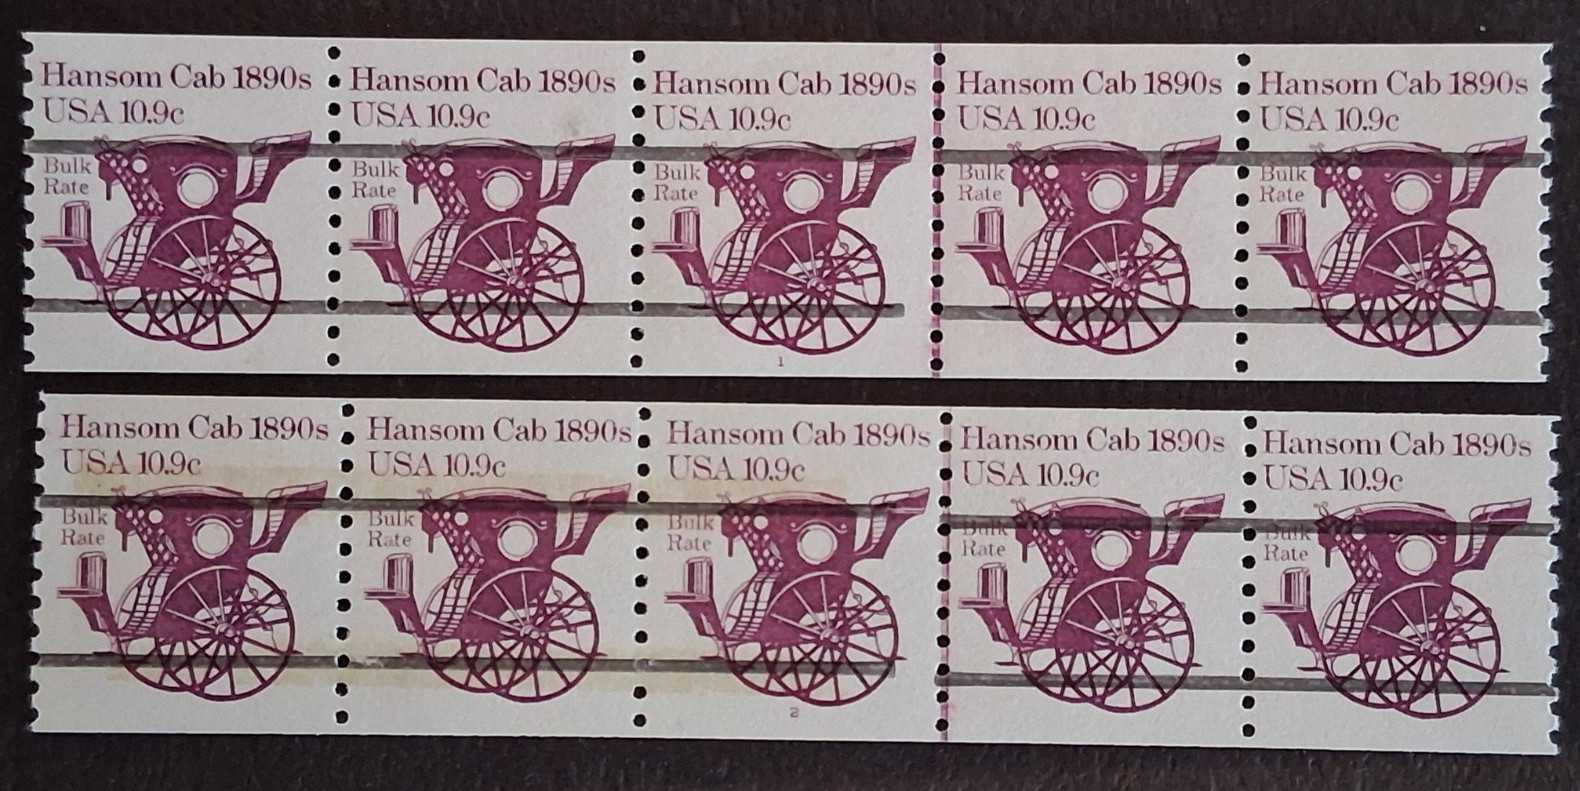 Hansom Cab 1890s Hansom Cab 1890s Hansom Cab 1890s Hansom Cab 1890s Hansom Cab 1890s
USA 10.9c USA 10.9c USA 10.9c USA 10.9c USA 10.9c
Bulk Bulk Bulk Bulk Bulk
Rate Rate Rate Rate Rate
1
Hansom Cab 1890s Hansom Cab 1890s Hansom Cab 1890s Hansom Cab 1890s Hansom Cab 1890s
USA 10.9c USA 10.9c USA 10.9c USA 10.9c USA 10.9c
Bulk Bulk Bulk Bulk Bulk
Rate Rate Rate Rate Rate
2